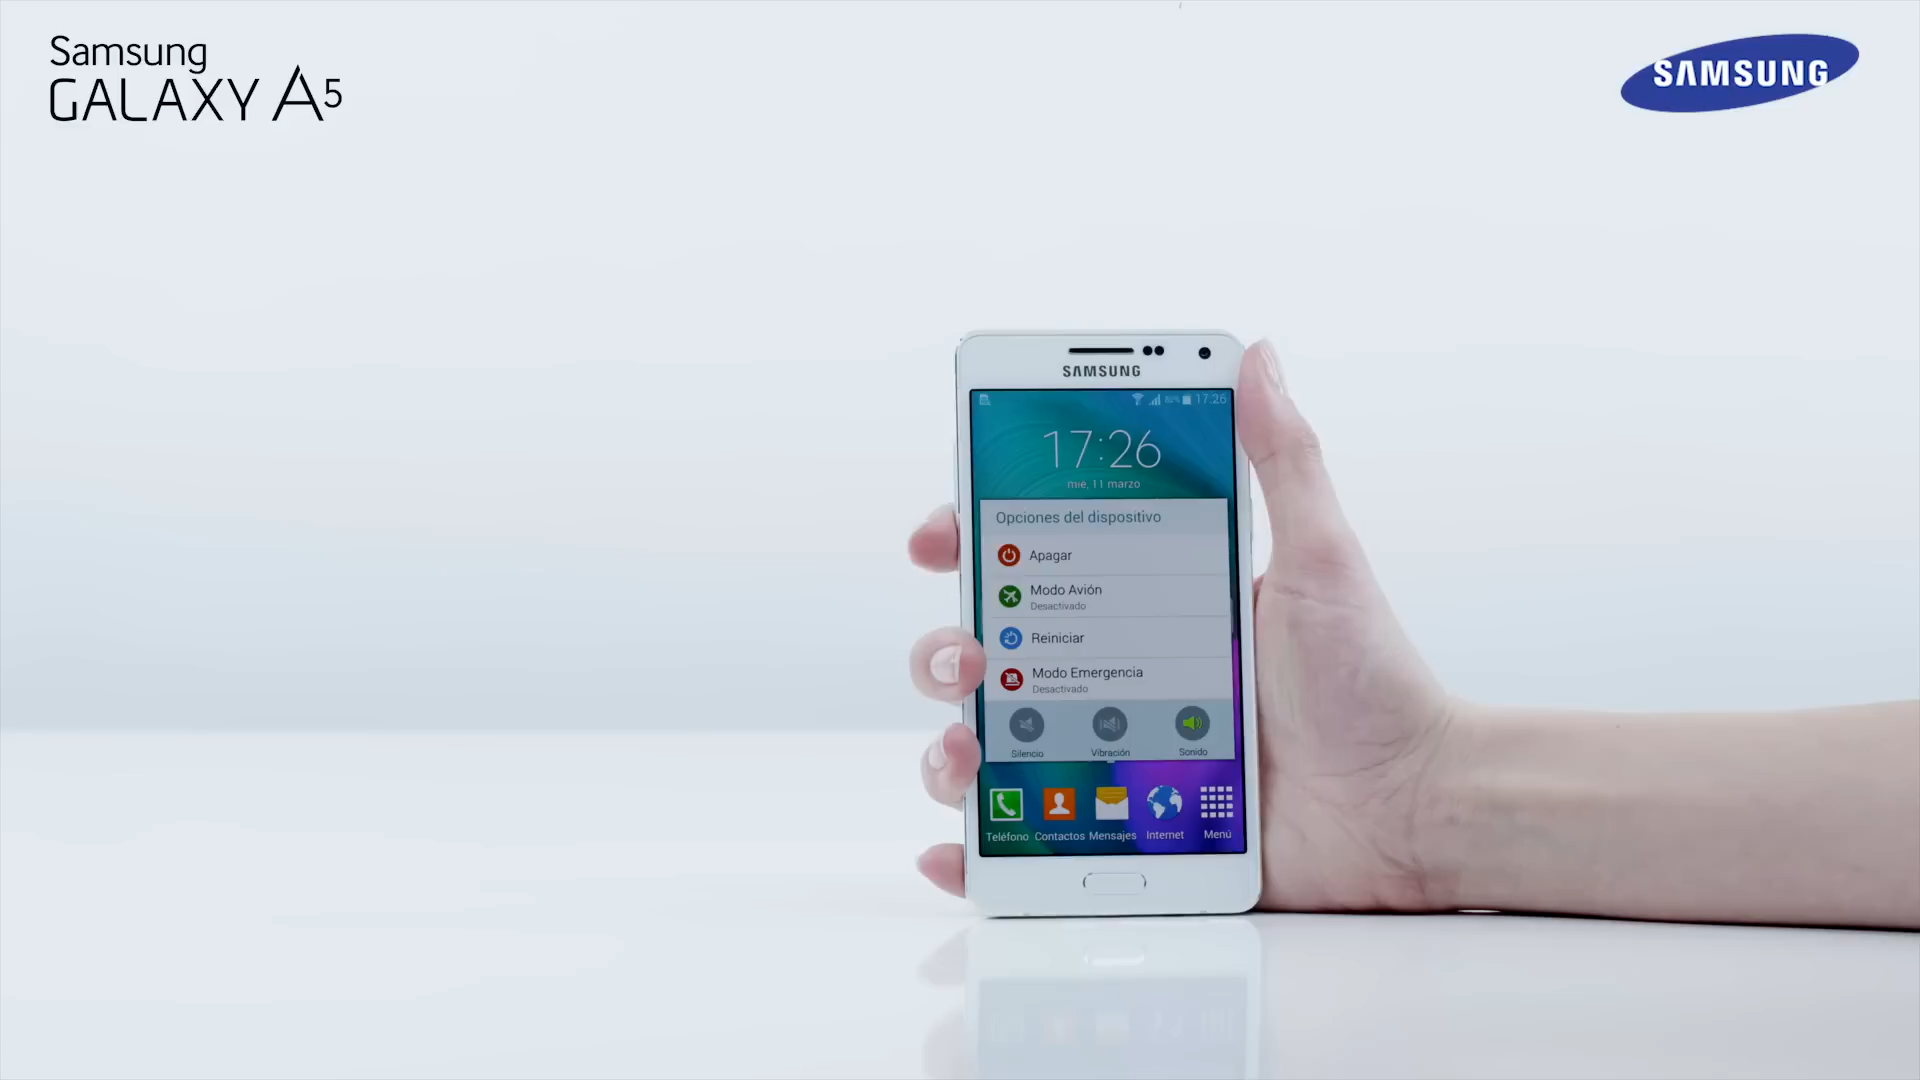 Samsung
GALAXY A5
SAMSUNG
SAMSUNG
82% 17:26
17:26
mié, 11 marzo
Opciones del dispositivo
Apagar
Modo Avión
Desactivado
Reiniciar
Modo Emergencia
Desactivado
Silencio Vibración Sonido
Teléfono Contactos Mensajes Internet Menú